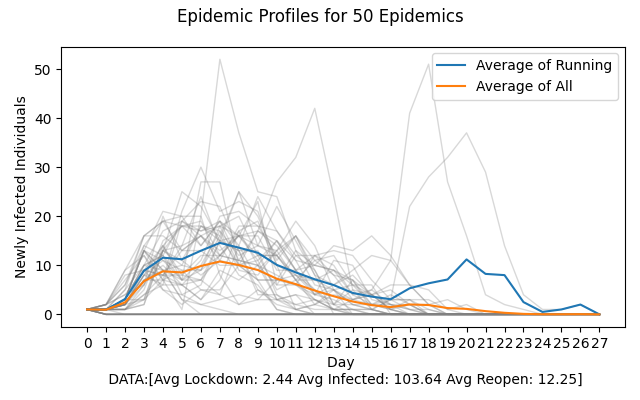 Epidemic Profiles for 50 Epidemics
Newly Infected Individuals
50
40
30
20
10
0
Average of Running
Average of All
0 1 2 3 4 5 6 7 8 9 10 11 12 13 14 15 16 17 18 19 20 21 22 23 24 25 26 27
Day
DATA:[Avg Lockdown: 2.44 Avg Infected: 103.64 Avg Reopen: 12.25]